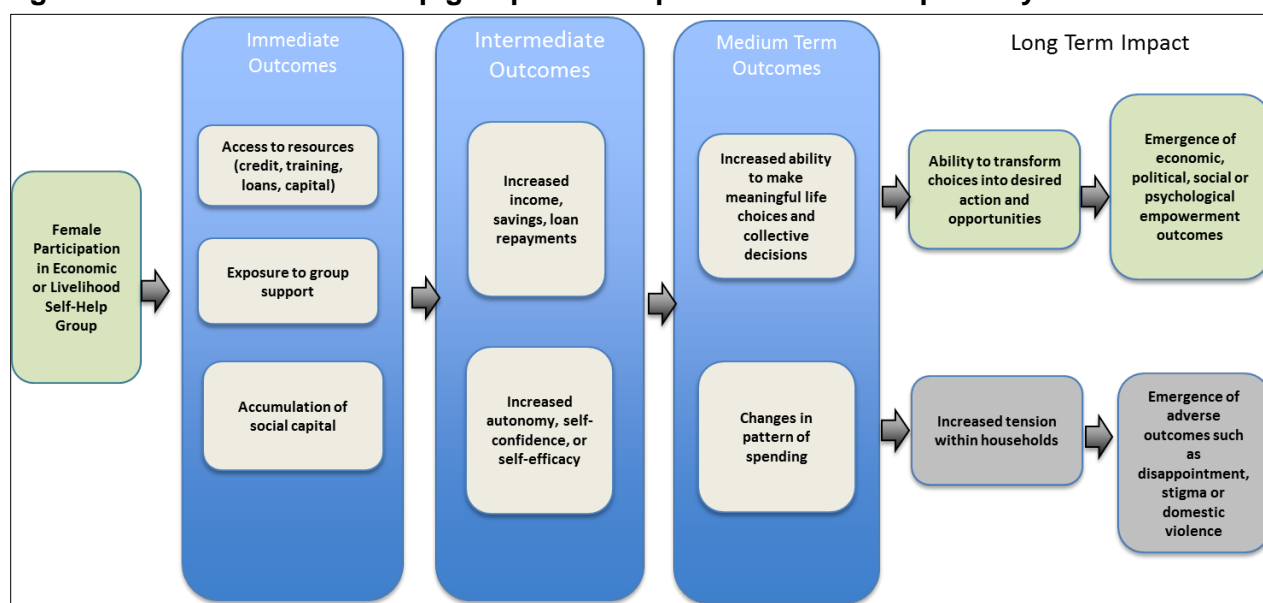 Immediate
Outcomes
Intermediate
Outcomes
Medium Term
Outcomes
Long Term Impact
Female
Participation
in Economic
or Livelihood
Self-Help
Group
Access to resources
(credit, training,
loans, capital)
Exposure to group
support
Accumulation of
social capital
Increased
income,
savings, loan
repayments
Increased
autonomy, self-
confidence, or
self-efficacy
Increased ability
to make
meaningful life
choices and
collective
decisions
Changes in
pattern of
spending
Ability to transform
choices into desired
action and
opportunities
Emergence of
economic,
political, social or
psychological
empowerment
outcomes
Increased tension
within households
Emergence of
adverse
outcomes such
as
disappointment,
stigma or
domestic
violence